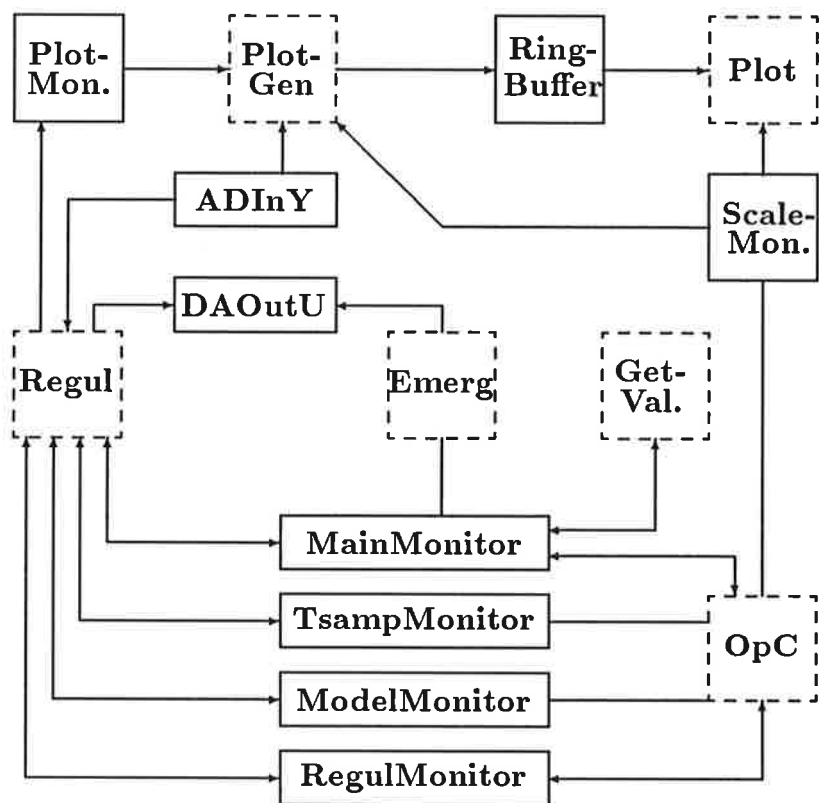 Plot-
Mon.
Plot-
Gen
Ring-
Buffer
Plot
ADInY
Scale-
Mon.
DAOutU
Regul
Emerg
Get-
Val.
MainMonitor
TsampMonitor
OpC
ModelMonitor
RegulMonitor